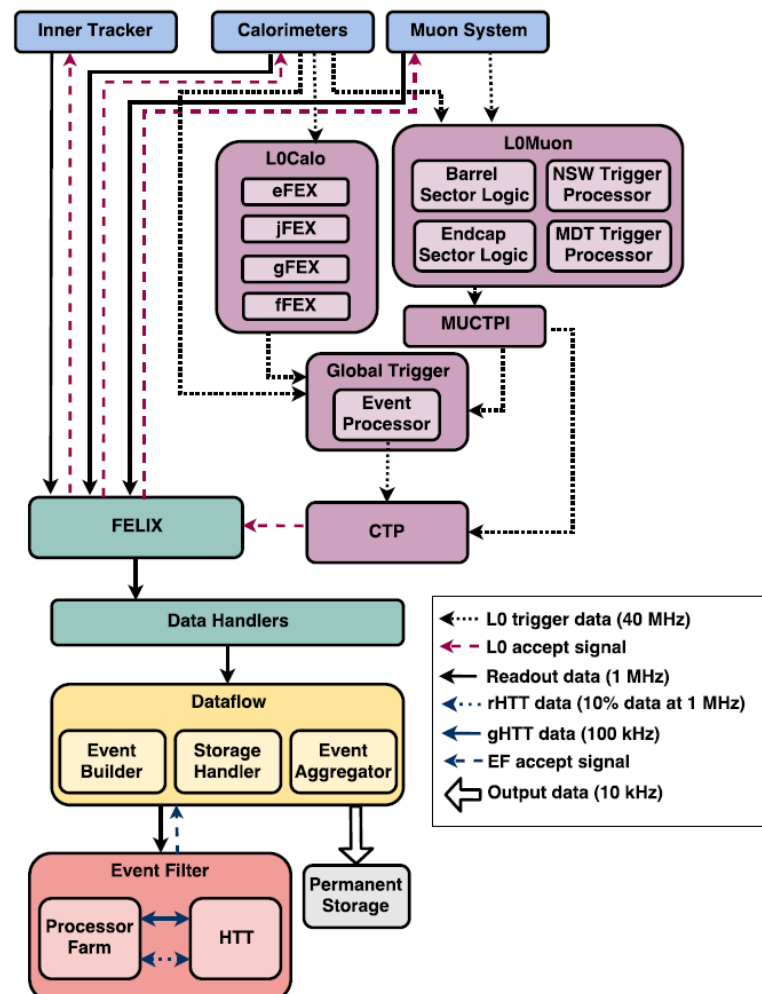 Inner Tracker
Calorimeters
Muon System
L0Calo
eFEX
jFEX
gFEX
fFEX
L0Muon
Barrel
Sector Logic
NSW Trigger
Processor
Endcap
Sector Logic
MDT Trigger
Processor
MUCTPI
Global Trigger
Event
Processor
FELIX
CTP
Data Handlers
Dataflow
Event
Builder
Storage
Handler
Event
Aggregator
Event Filter
Processor
Farm
HTT
Permanent
Storage
L0 trigger data (40 MHz)
L0 accept signal
Readout data (1 MHz)
rHTT data (10% data at 1 MHz)
gHTT data (100 kHz)
EF accept signal
Output data (10 kHz)